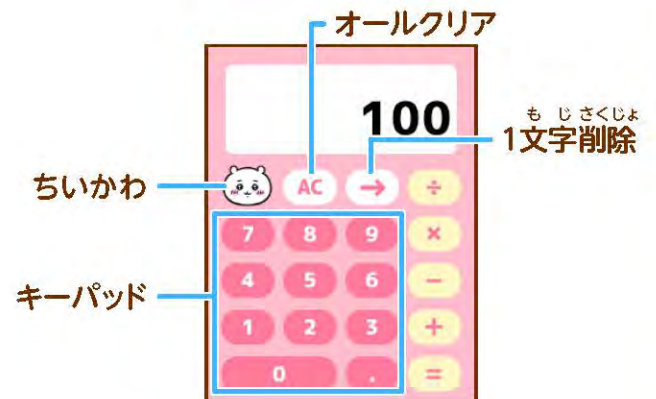 オールクリア
100
もじさくじょ
1文字削除
ちいかわ
AC → ÷
7 8 9 ×
キーパッド
4 5 6 −
1 2 3 +
0 . =